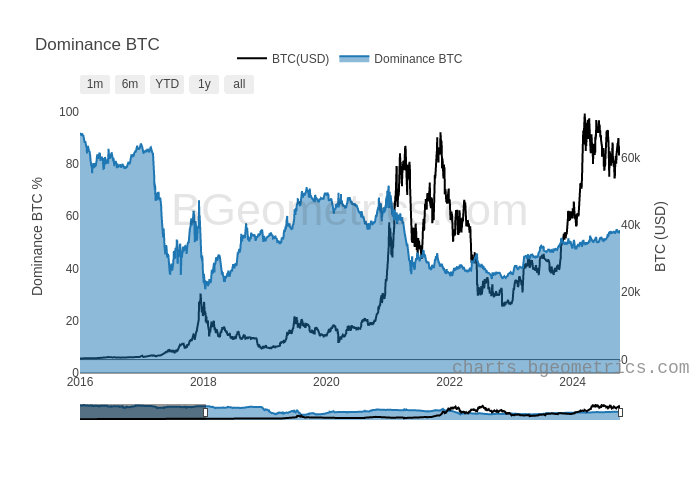 Dominance BTC
BTC(USD) Dominance BTC
1m 6m YTD 1y all
100
80
60
40
20
0
Dominance BTC %
BGeometrics.com
60k
40k
20k
0
BTC (USD)
charts.bgeometrics.com
2016 2018 2020 2022 2024